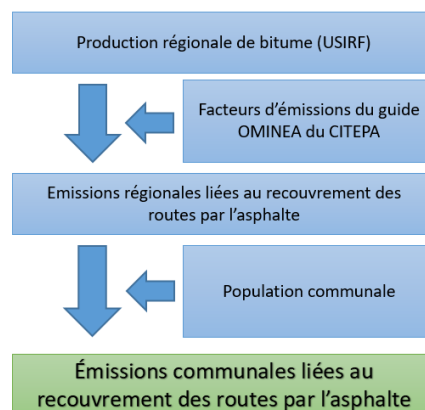 Production régionale de bitume (USIRF)
Facteurs d'émissions du guide
OMINEA du CITEPA
Emissions régionales liées au recouvrement des
routes par l'asphalte
Population communale
Émissions communales liées au
recouvrement des routes par l'asphalte